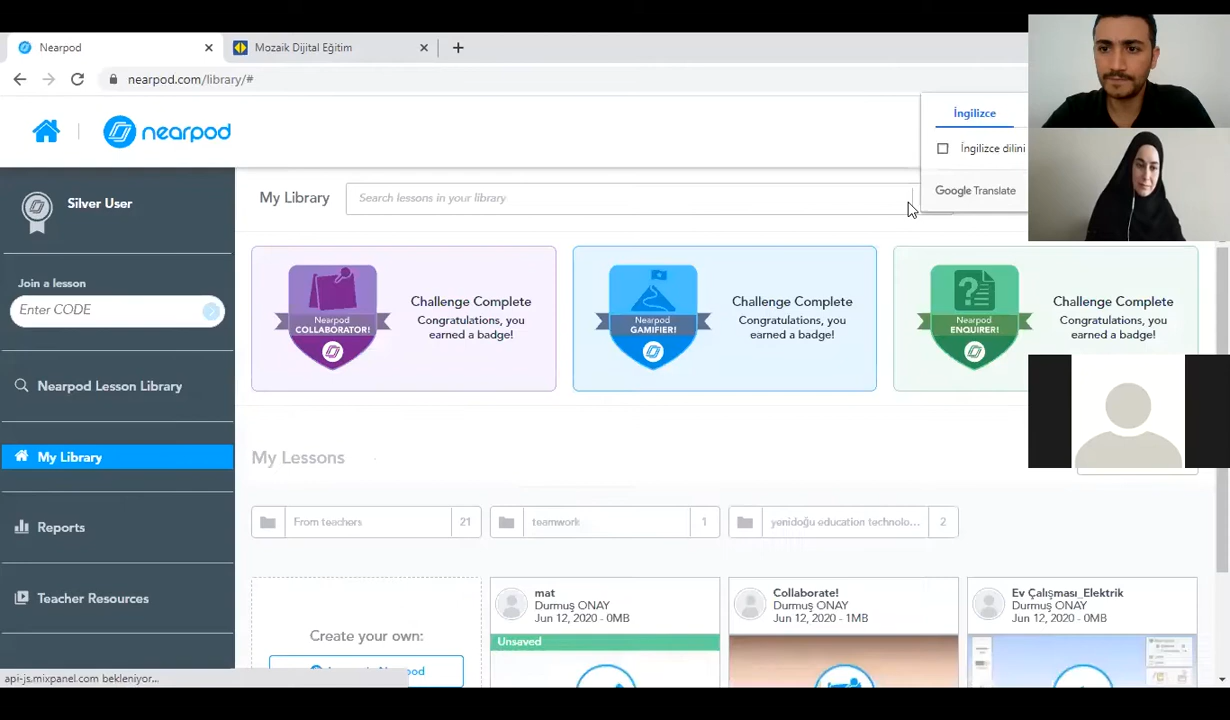 Nearpod
Mozaik Dijital Eğitim
nearpod.com/library/#
nearpod
İngilizce
İngilizce dilini
Google Translate
Silver User
My Library
Search lessons in your library
Join a lesson
Enter CODE
Nearpod
COLLABORATOR!
Challenge Complete
Congratulations, you
earned a badge!
Nearpod
GAMIFIER!
Challenge Complete
Congratulations, you
earned a badge!
Nearpod
ENQUIRER!
Challenge Complete
Congratulations, you
earned a badge!
Nearpod Lesson Library
My Library
Reports
Teacher Resources
My Lessons
From teachers 21
teamwork 1
yenidoğu education technolo... 2
Create your own:
mat
Durmuş ONAY
Jun 12, 2020 - 0MB
Unsaved
Collaborate!
Durmuş ONAY
Jun 12, 2020 - 1MB
Ev Çalışması_Elektrik
Durmuş ONAY
Jun 12, 2020 - 0MB
api-js.mixpanel.com bekleniyor...